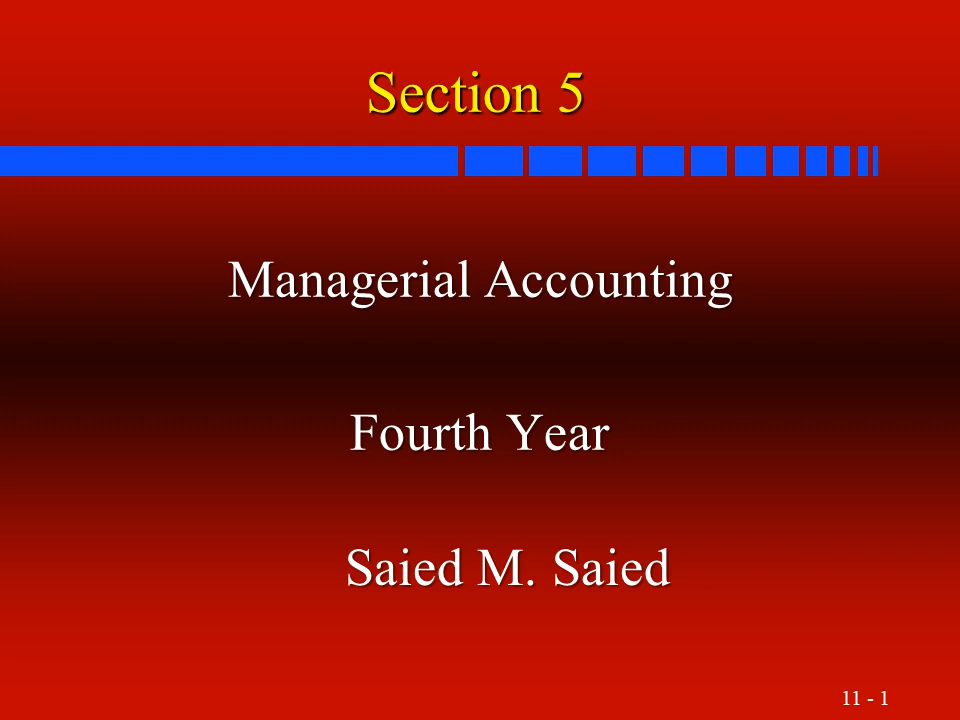 Section 5
Managerial Accounting
Fourth Year
Saied M. Saied
11 - 1